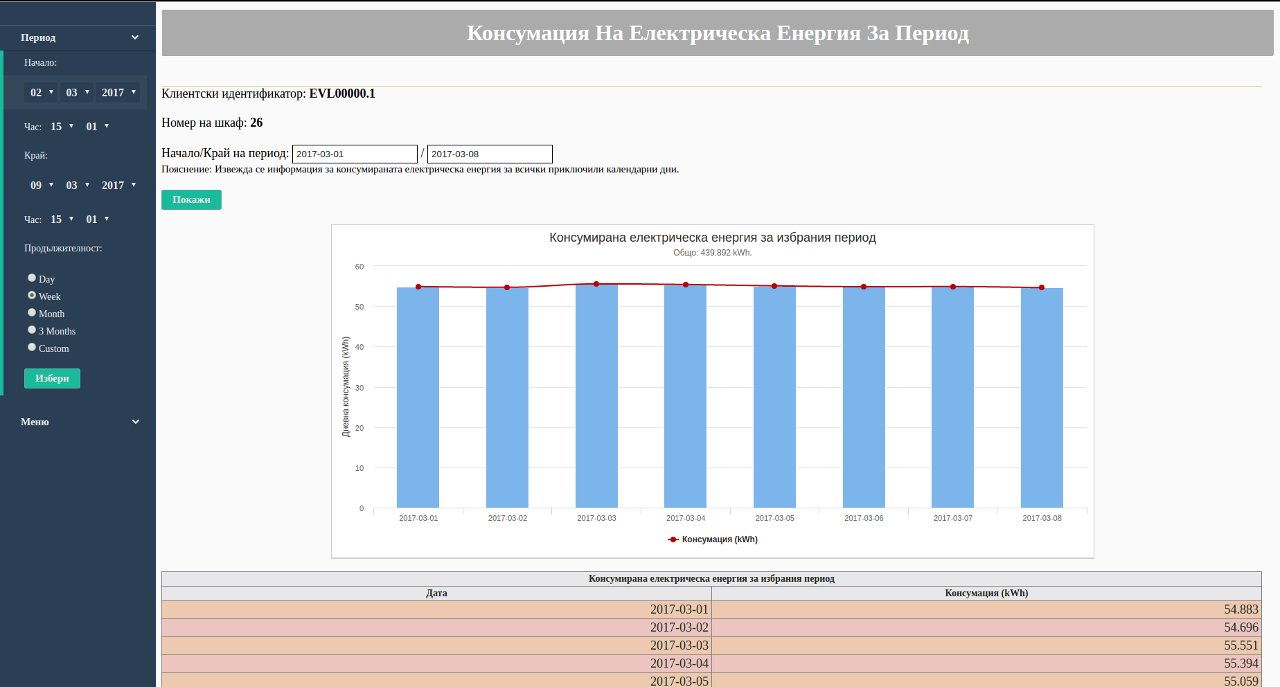 Период
Начало:
02 03 2017
Час: 15 01
Край:
09 03 2017
Час: 15 01
Продължителност:
Day
Week
Month
3 Months
Custom
Избери
Меню
Консумация На Електрическа Енергия За Период
Клиентски идентификатор: EVL00000.1
Номер на шкаф: 26
Начало/Край на период: 2017-03-01 / 2017-03-08
Пояснение: Извежда се информация за консумираната електрическа енергия за всички приключили календарни дни.
Покажи
Консумирана електрическа енергия за избрания период
Общо: 439.892 kWh.
Дневна консумация (kWh)
60
50
40
30
20
10
0
2017-03-01 2017-03-02 2017-03-03 2017-03-04 2017-03-05 2017-03-06 2017-03-07 2017-03-08
Консумация (kWh)
Консумирана електрическа енергия за избрания период
Дата Консумация (kWh)
2017-03-01 54.883
2017-03-02 54.696
2017-03-03 55.551
2017-03-04 55.394
2017-03-05 55.059